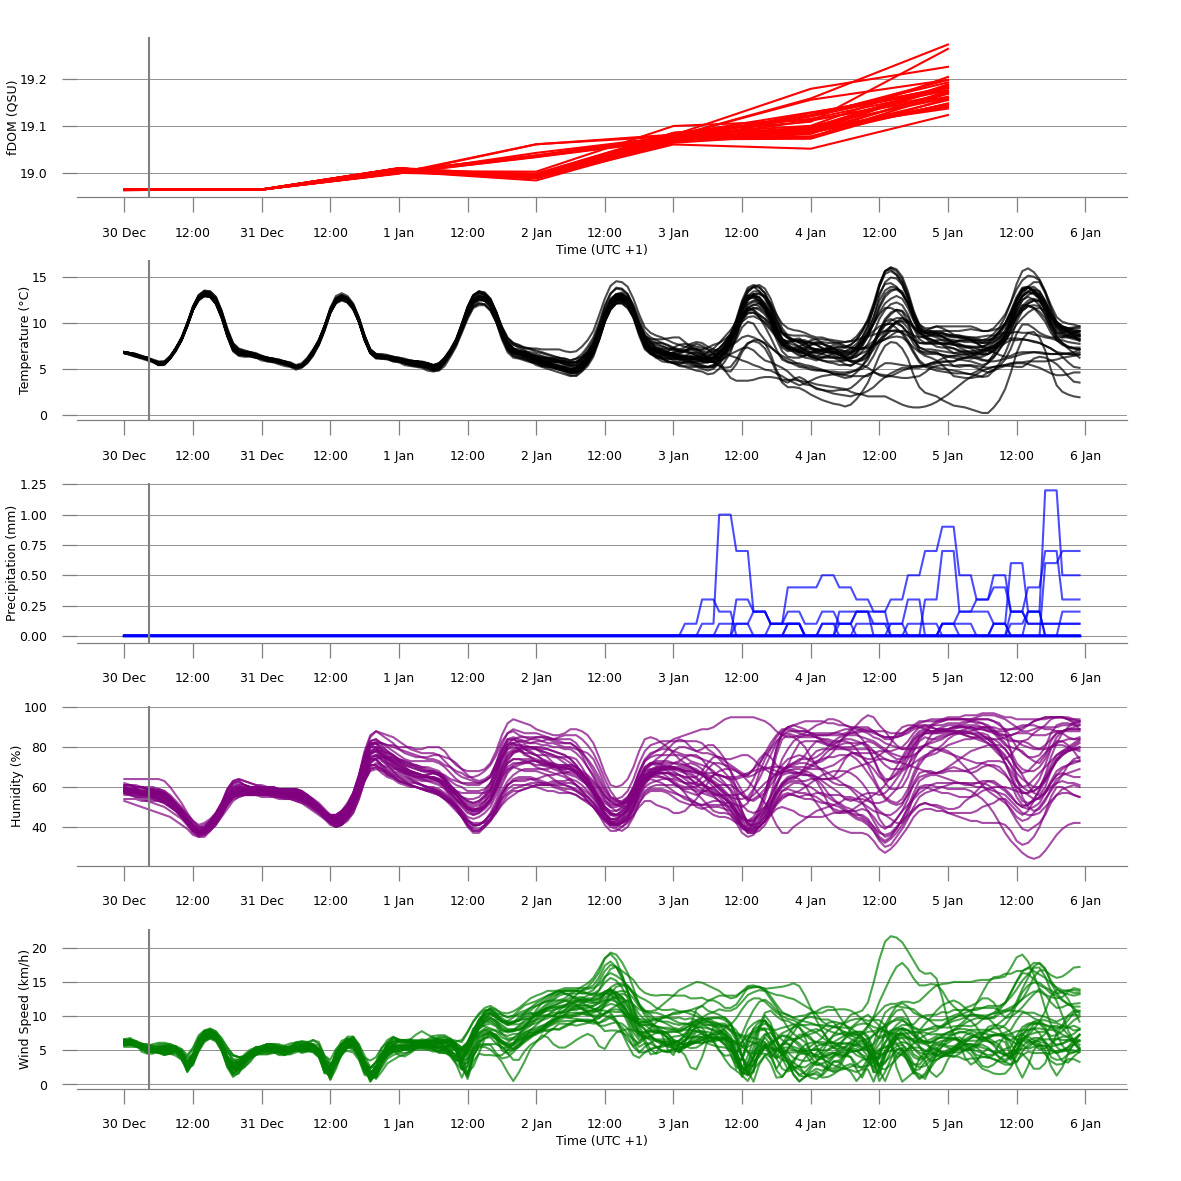 fDOM (QSU)
19.2
19.1
19.0
30 Dec 12:00 31 Dec 12:00 1 Jan 12:00 2 Jan 12:00 3 Jan 12:00 4 Jan 12:00 5 Jan 12:00 6 Jan
Time (UTC +1)
Temperature (°C)
15
10
5
0
30 Dec 12:00 31 Dec 12:00 1 Jan 12:00 2 Jan 12:00 3 Jan 12:00 4 Jan 12:00 5 Jan 12:00 6 Jan
Precipitation (mm)
1.25
1.00
0.75
0.50
0.25
0.00
30 Dec 12:00 31 Dec 12:00 1 Jan 12:00 2 Jan 12:00 3 Jan 12:00 4 Jan 12:00 5 Jan 12:00 6 Jan
Humidity (%)
100
80
60
40
30 Dec 12:00 31 Dec 12:00 1 Jan 12:00 2 Jan 12:00 3 Jan 12:00 4 Jan 12:00 5 Jan 12:00 6 Jan
Wind Speed (km/h)
20
15
10
5
0
30 Dec 12:00 31 Dec 12:00 1 Jan 12:00 2 Jan 12:00 3 Jan 12:00 4 Jan 12:00 5 Jan 12:00 6 Jan
Time (UTC +1)